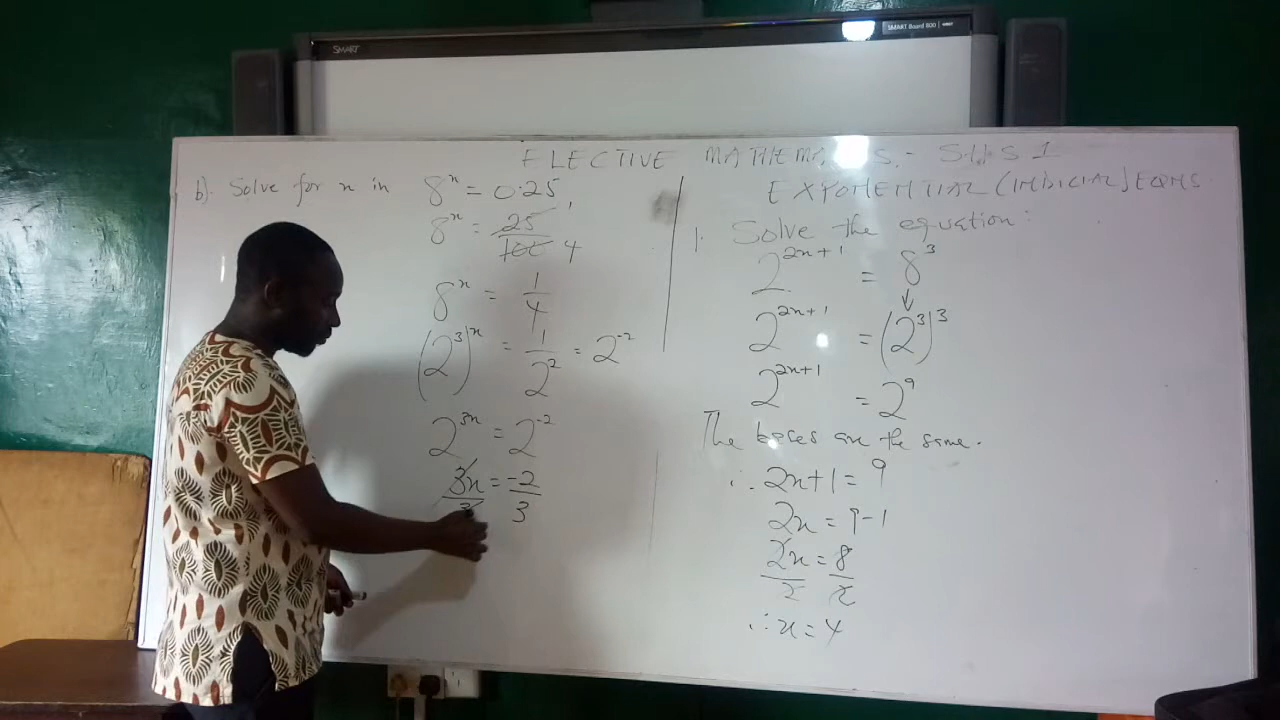 SMART
SMART Board 800
ELECTIVE MATHEMA S.- S.H.S 1
EXPONENTIAL (INDICIAL) EQNS
b). Solve for x in 8^x = 0.25,
8^x = 25/100 1 4
8^x = 1/4
(2^3)^x = 1/2^2 = 2^-2
2^3x = 2^-2
3x/3 = -2/3
1. Solve the equation:
2^2x+1 = 8^3
2^2x+1 = (2^3)^3
2^2x+1 = 2^9
The bases are the same.
∴ 2x+1 = 9
2x = 9-1
2x/2 = 8/2
∴ x = 4